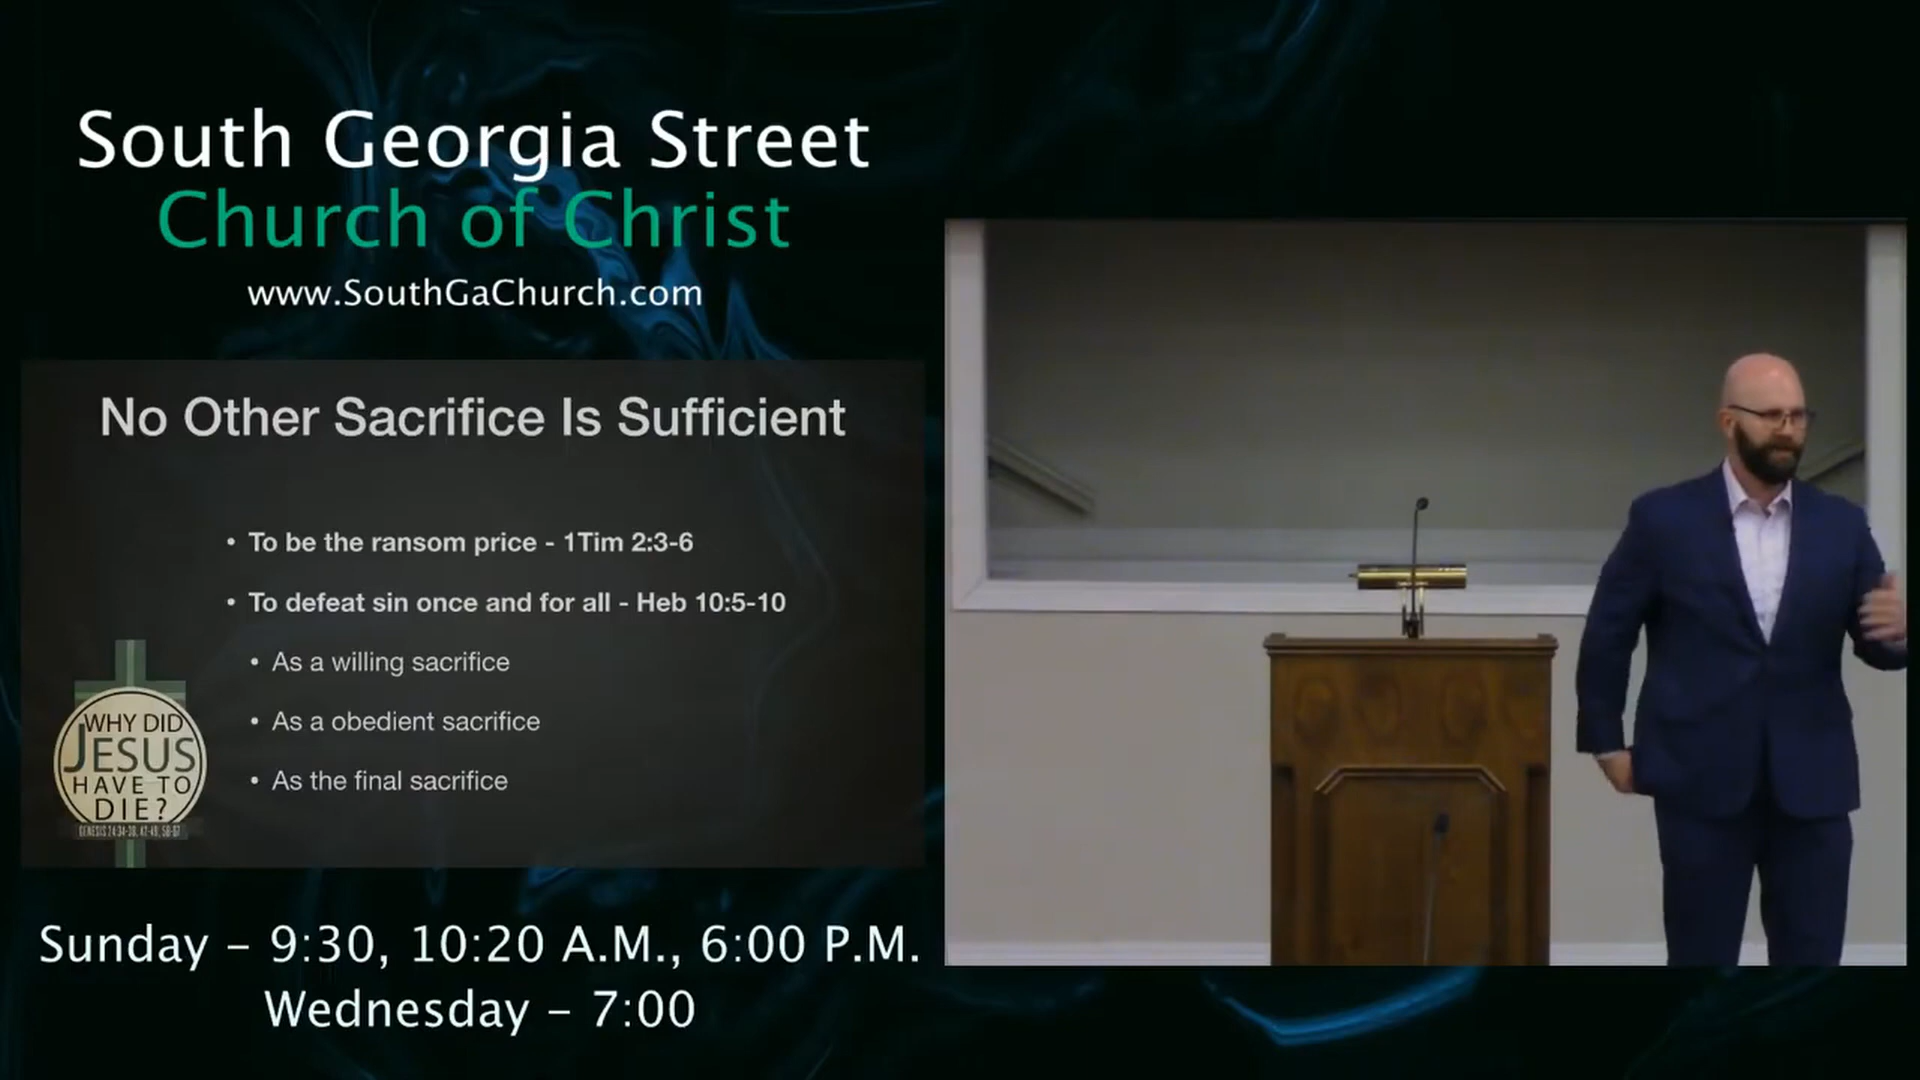 South Georgia Street
Church of Christ
www.SouthGaChurch.com
No Other Sacrifice Is Sufficient
• To be the ransom price - 1Tim 2:3-6
• To defeat sin once and for all - Heb 10:5-10
• As a willing sacrifice
• As a obedient sacrifice
• As the final sacrifice
WHY DID
JESUS
HAVE TO
DIE?
Sunday – 9:30, 10:20 A.M., 6:00 P.M.
Wednesday – 7:00